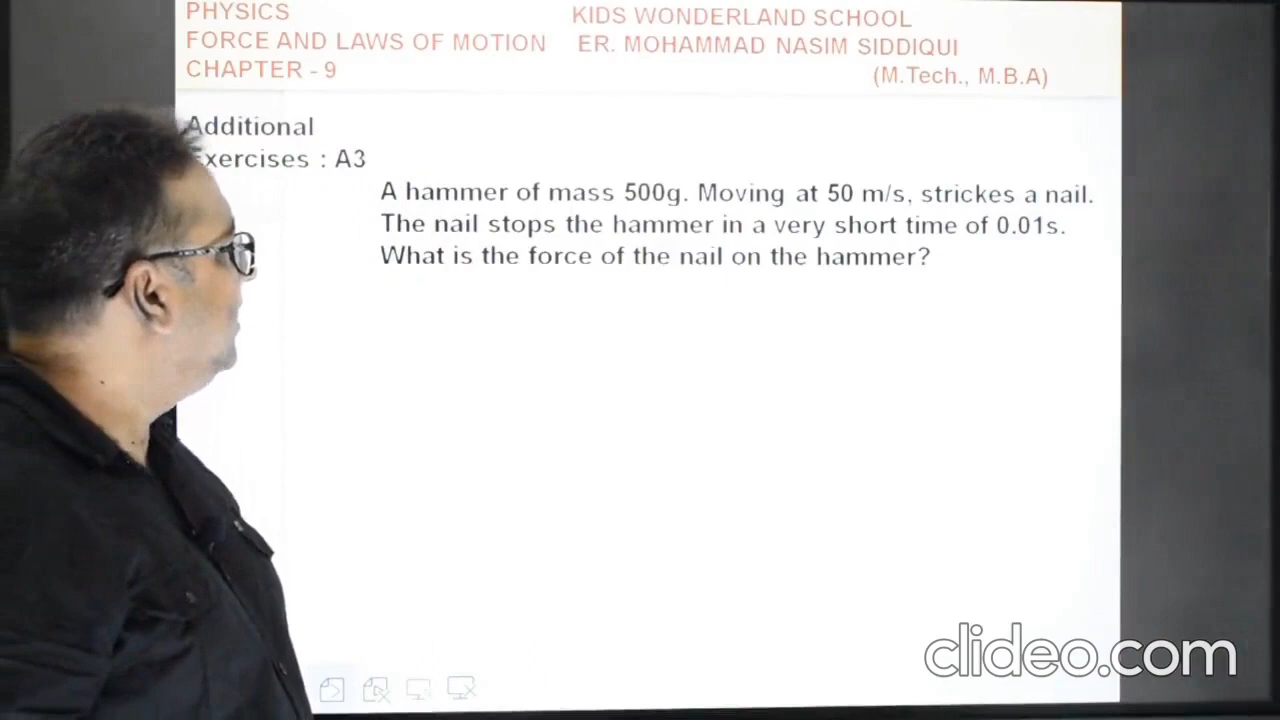 PHYSICS KIDS WONDERLAND SCHOOL
FORCE AND LAWS OF MOTION ER. MOHAMMAD NASIM SIDDIQUI
CHAPTER - 9 (M.Tech., M.B.A)
Additional
Exercises : A3
A hammer of mass 500g. Moving at 50 m/s, strickes a nail.
The nail stops the hammer in a very short time of 0.01s.
What is the force of the nail on the hammer?
clideo.com